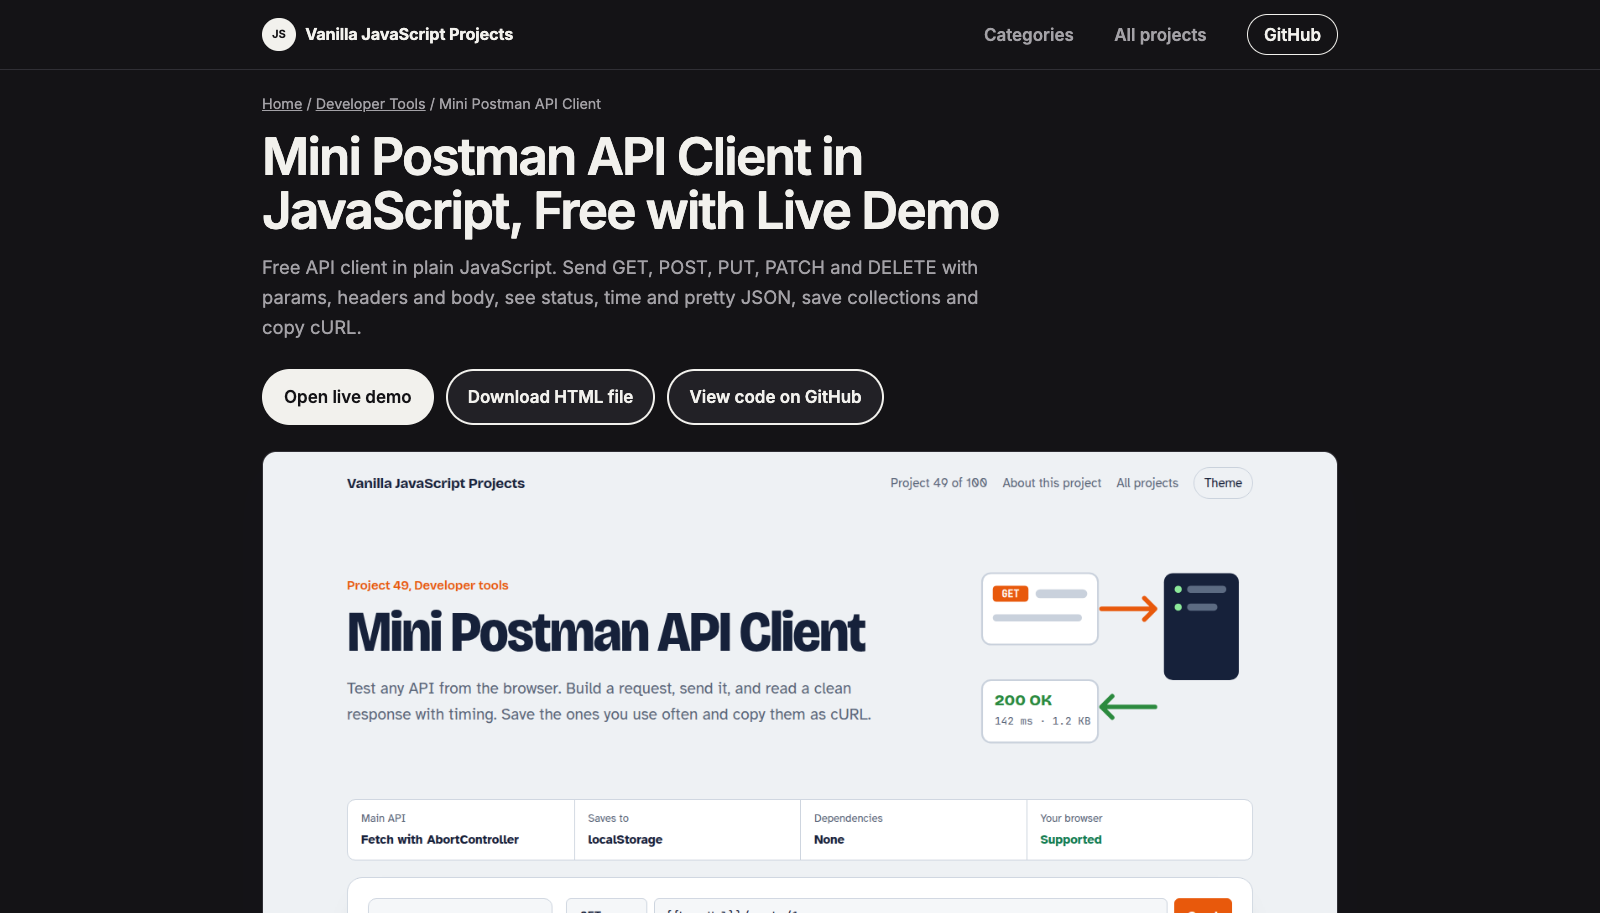 JS Vanilla JavaScript Projects Categories All projects GitHub
Home / Developer Tools / Mini Postman API Client
Mini Postman API Client in
JavaScript, Free with Live Demo
Free API client in plain JavaScript. Send GET, POST, PUT, PATCH and DELETE with
params, headers and body, see status, time and pretty JSON, save collections and
copy cURL.
Open live demo Download HTML file View code on GitHub
Vanilla JavaScript Projects Project 49 of 100 About this project All projects Theme
Project 49, Developer tools
Mini Postman API Client
Test any API from the browser. Build a request, send it, and read a clean
response with timing. Save the ones you use often and copy them as cURL.
GET
200 OK
142 ms · 1.2 KB
Main API Saves to Dependencies Your browser
Fetch with AbortController localStorage None Supported